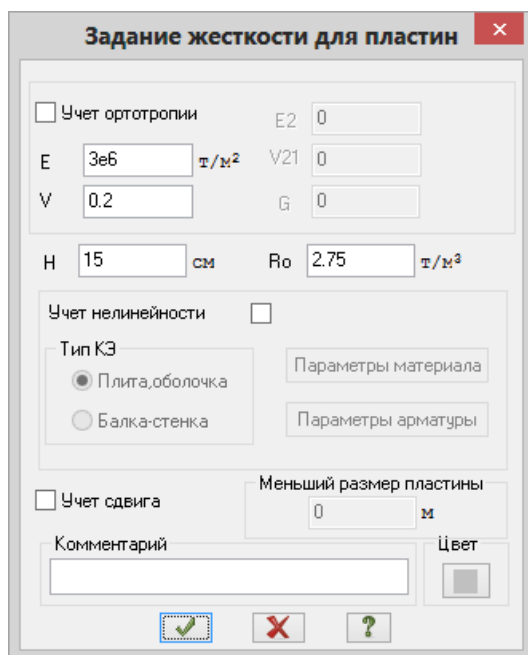 Задание жесткости для пластин
Учет ортотропии
E2 0
E 3e6 т/м²
V21 0
V 0.2
G 0
H 15 см
Ro 2.75 т/м³
Учет нелинейности
Тип КЭ
Плита,оболочка
Параметры материала
Балка-стенка
Параметры арматуры
Учет сдвига
Меньший размер пластины
0 м
Комментарий
Цвет
?